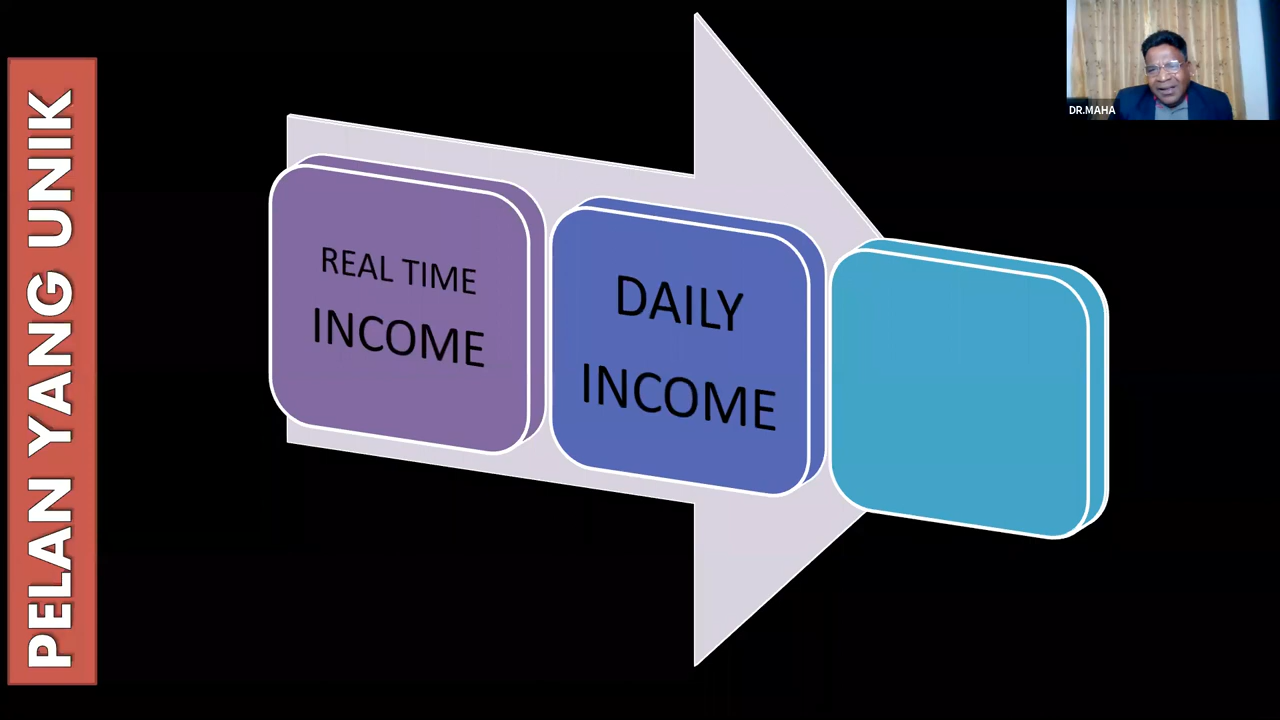 PELAN YANG UNIK
REAL TIME
INCOME
DAILY
INCOME
DR.MAHA